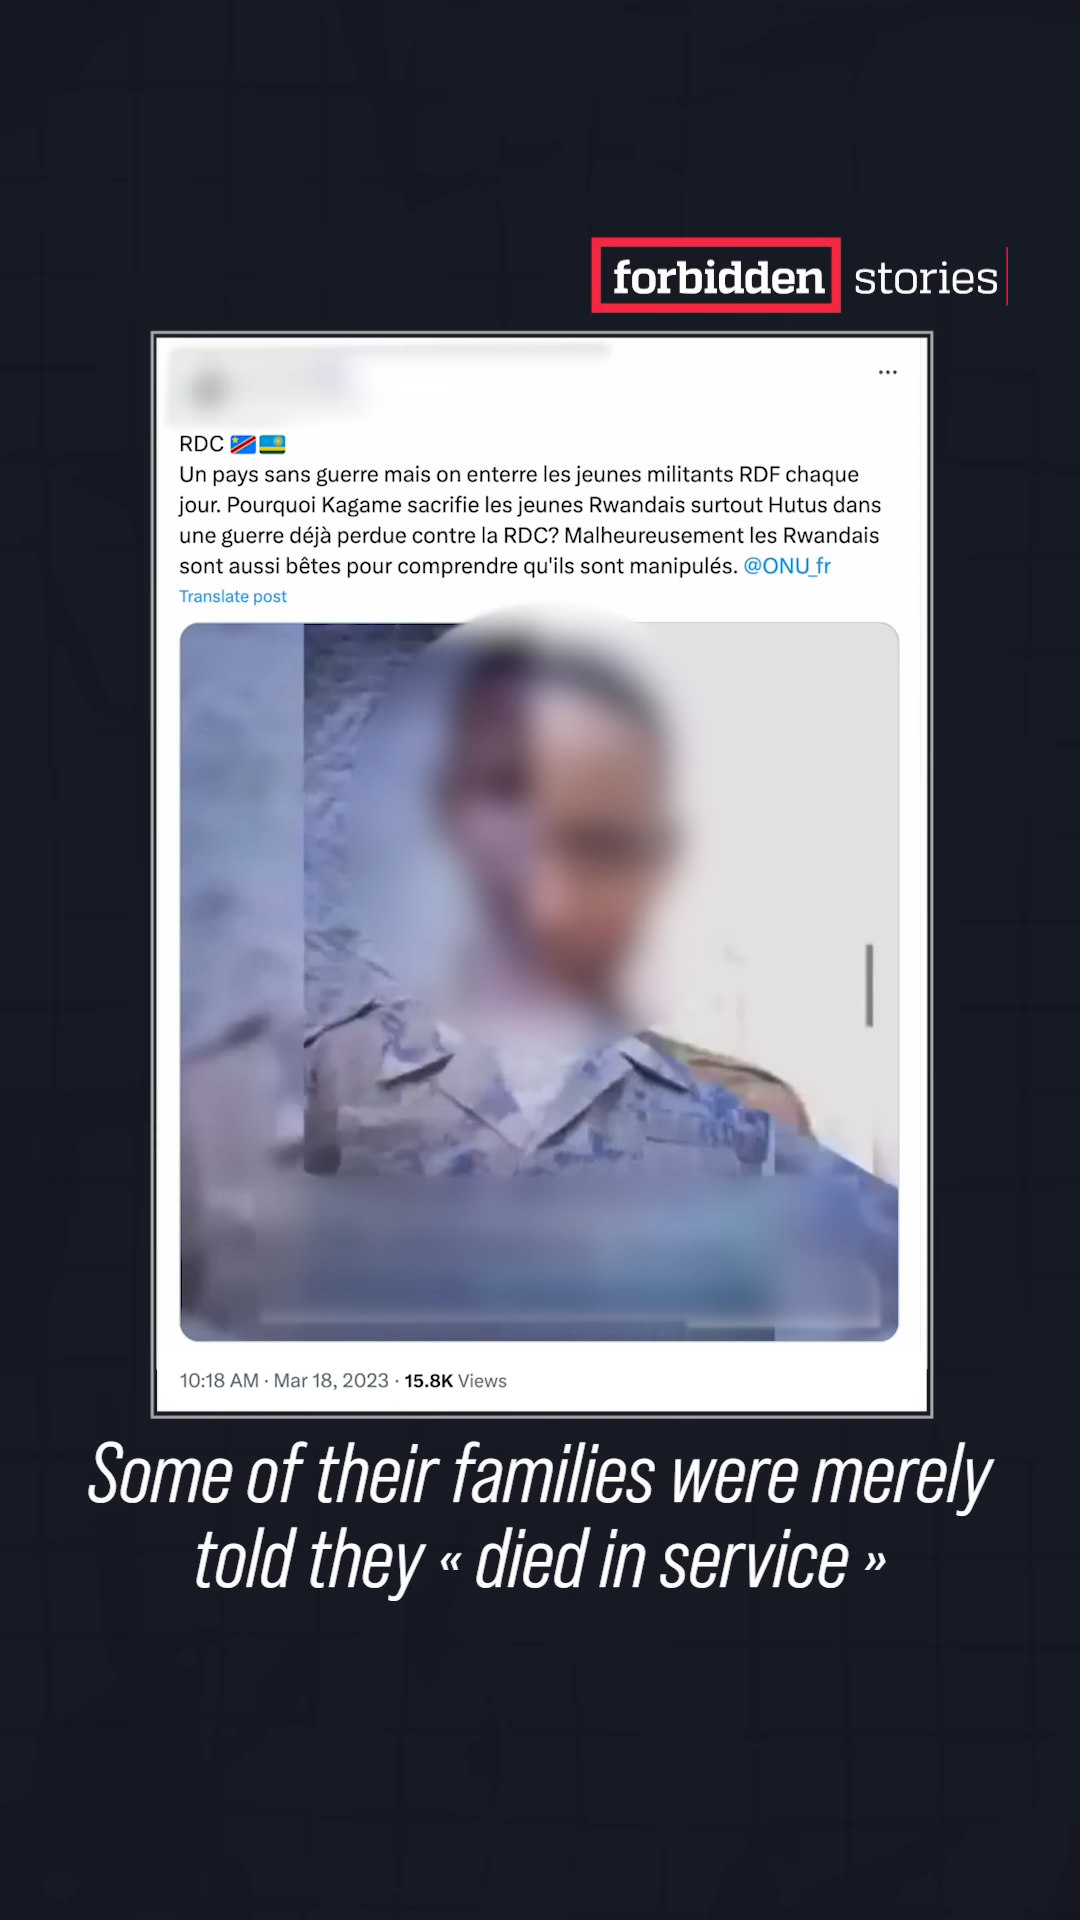 forbidden stories
...
RDC
Un pays sans guerre mais on enterre les jeunes militants RDF chaque
jour. Pourquoi Kagame sacrifie les jeunes Rwandais surtout Hutus dans
une guerre déjà perdue contre la RDC? Malheureusement les Rwandais
sont aussi bêtes pour comprendre qu'ils sont manipulés. @ONU_fr
Translate post
10:18 AM · Mar 18, 2023 · 15.8K Views
Some of their families were merely
told they « died in service »